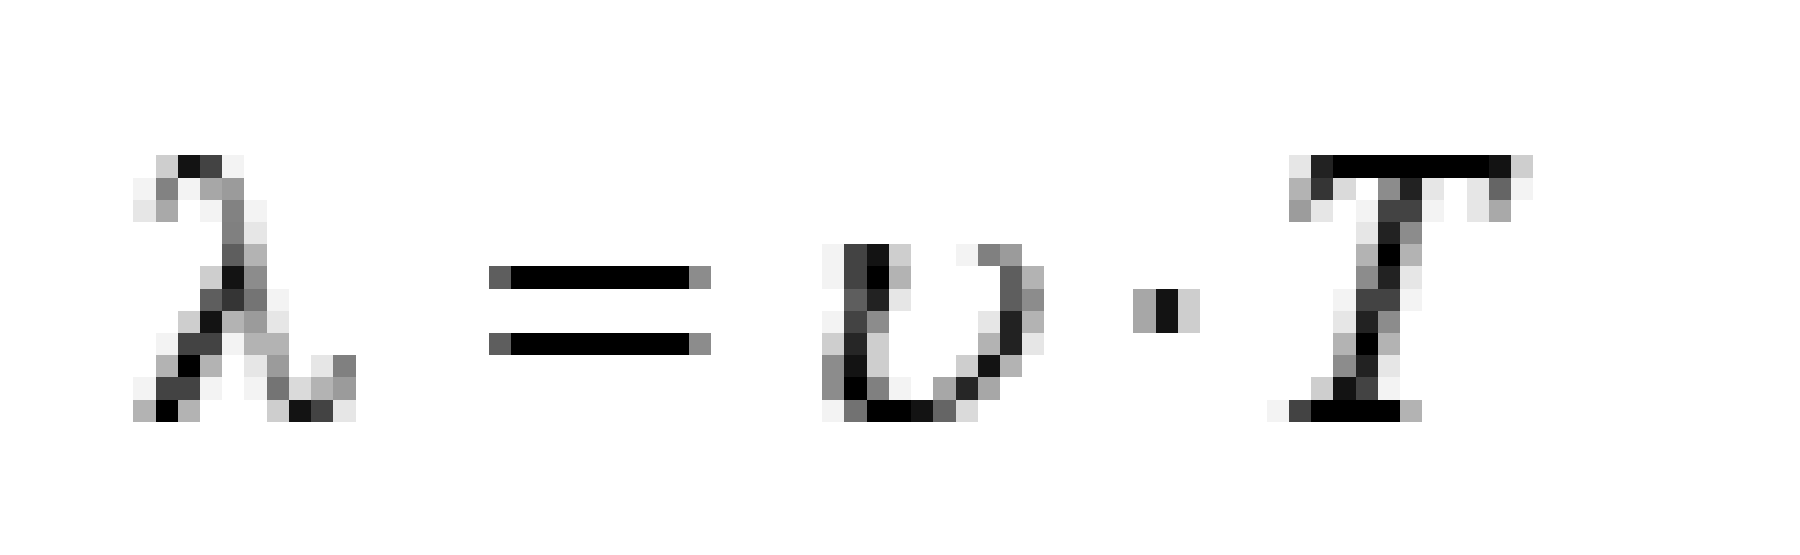 λ = υ · T